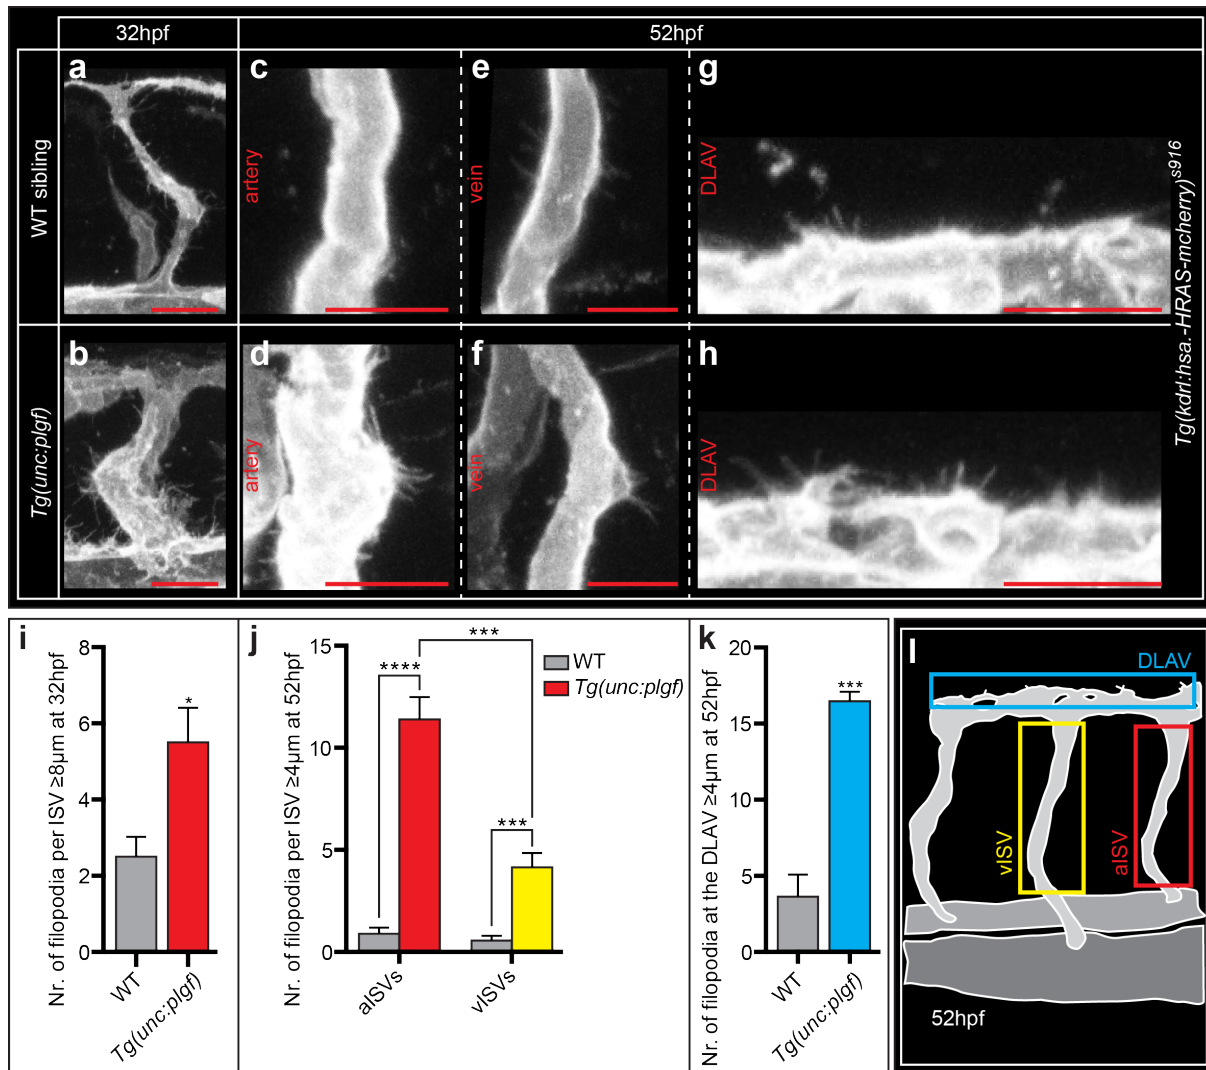 32hpf
52hpf
WT sibling
a
c
artery
e
vein
g
DLAV
Tg(kdrl:hsa.-HRAS-mcherry)s916
Tg(unc:plgf)
b
d
artery
f
vein
h
DLAV
i
Nr. of filopodia per ISV ≥8µm at 32hpf
8
6
4
2
0
*
WT
Tg(unc:plgf)
j
Nr. of filopodia per ISV ≥4µm at 52hpf
15
10
5
0
****
***
***
WT
Tg(unc:plgf)
aISVs
vISVs
k
Nr. of filopodia at the DLAV ≥4µm at 52hpf
20
15
10
5
0
***
WT
Tg(unc:plgf)
l
DLAV
vISV
aISV
52hpf